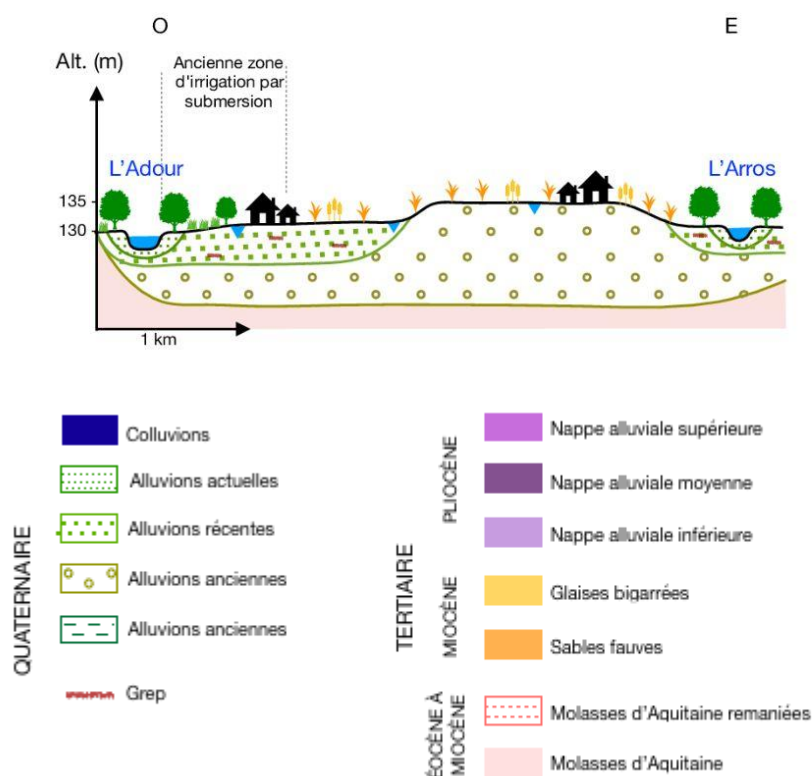 O
E
Alt. (m)
Ancienne zone
d'irrigation par
submersion
L'Adour
L'Arros
135
130
1 km
QUATERNAIRE
Colluvions
Alluvions actuelles
Alluvions récentes
Alluvions anciennes
Alluvions anciennes
Grep
TERTIAIRE
PLIOCÈNE
Nappe alluviale supérieure
Nappe alluviale moyenne
Nappe alluviale inférieure
MIOCÈNE
Glaises bigarrées
Sables fauves
ÉOCÈNE À
MIOCÈNE
Molasses d'Aquitaine remaniées
Molasses d'Aquitaine